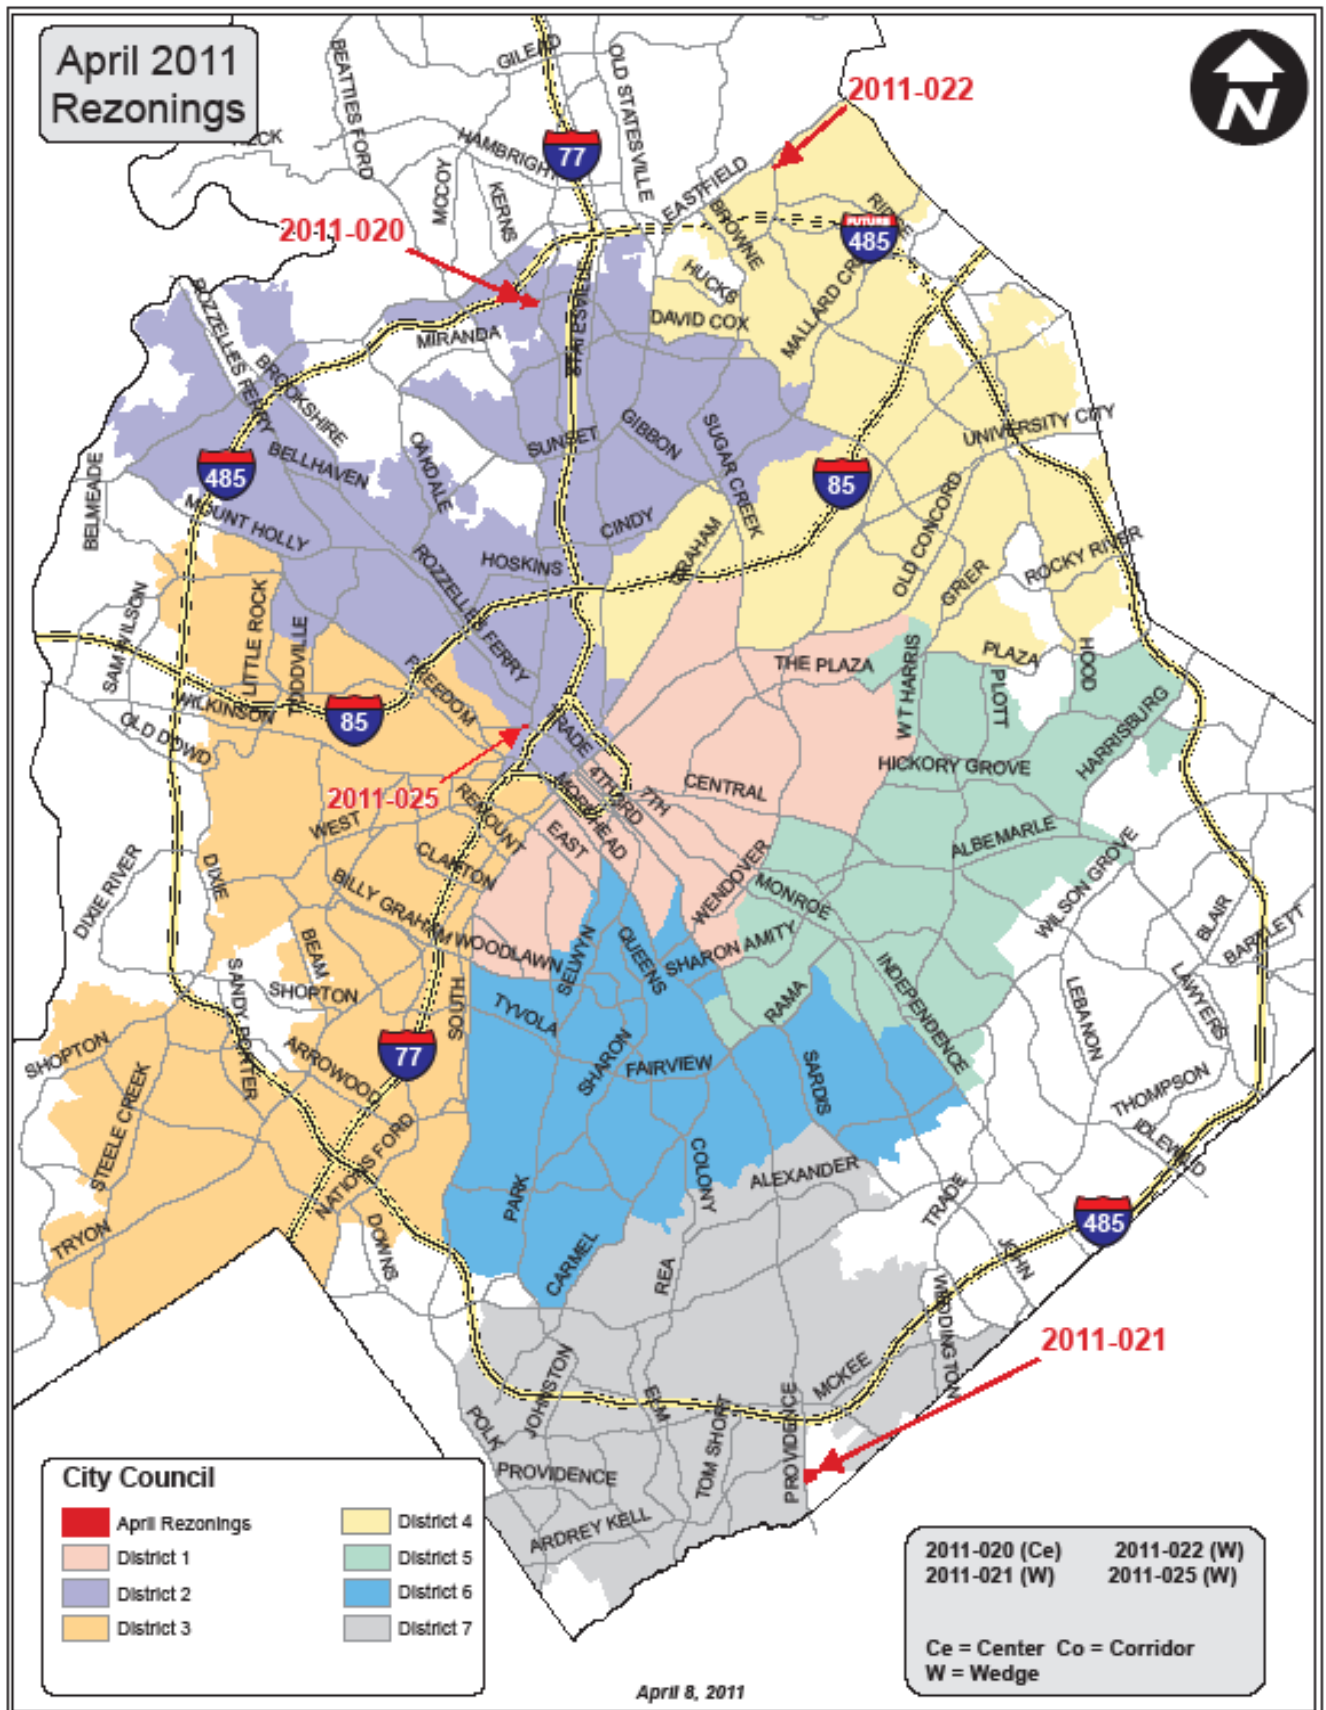 April 2011
Rezonings
GILEAD
BEATTIES FORD
OLD STATESVILLE
2011-022
N
HAMBRIGHT
77
MCCOY
KERNS
EASTFIELD
BROWNE
RIDGE
FUTURE
485
2011-020
HUCKS
MALLARD
STATESVILLE
DAVID COX
MIRANDA
ROZZELLES FERRY
BROOKSHIRE
UNIVERSITY CITY
GIBBON
SUNSET
SUGAR CREEK
OAKDALE
BELLHAVEN
485
85
BELMEADE
MOUNT HOLLY
CINDY
GRAHAM
OLD CONCORD
ROCKY RIVER
HOSKINS
ROZZELLES FERRY
GRIER
SAM WILSON
LITTLE ROCK
TODDVILLE
FREEDOM
THE PLAZA
WT HARRIS
PLAZA
HOOD
PLOTT
WILKINSON
85
OLD DOWD
HARRISBURG
TRADE
HICKORY GROVE
2011-025
4TH
3RD
7TH
CENTRAL
REMOUNT
MOREHEAD
WEST
EAST
ALBEMARLE
CLANTON
WENDOVER
WILSON GROVE
DIXIE
DIXIE RIVER
BILLY GRAHAM
MONROE
BLAIR
BARTLETT
WOODLAWN
SELWYN
QUEENS
SHARON AMITY
BEAM
INDEPENDENCE
SANDY PORTER
SHOPTON
SOUTH
TYVOLA
RAMA
LEBANON
LAWYERS
SHOPTON
77
ARROWOOD
SHARON
FAIRVIEW
SARDIS
STEELE CREEK
THOMPSON
IDLEWILD
NATIONS FORD
COLONY
ALEXANDER
PARK
TRADE
TRYON
DOWNS
485
CARMEL
REA
JOHN
WEDDINGTON
2011-021
JOHNSTON
MCKEE
ELM
POLK
TOM SHORT
PROVIDENCE
PROVIDENCE
ARDREY KELL
City Council
April Rezonings
District 1
District 2
District 3
District 4
District 5
District 6
District 7
2011-020 (Ce) 2011-022 (W)
2011-021 (W) 2011-025 (W)
Ce = Center Co = Corridor
W = Wedge
April 8, 2011